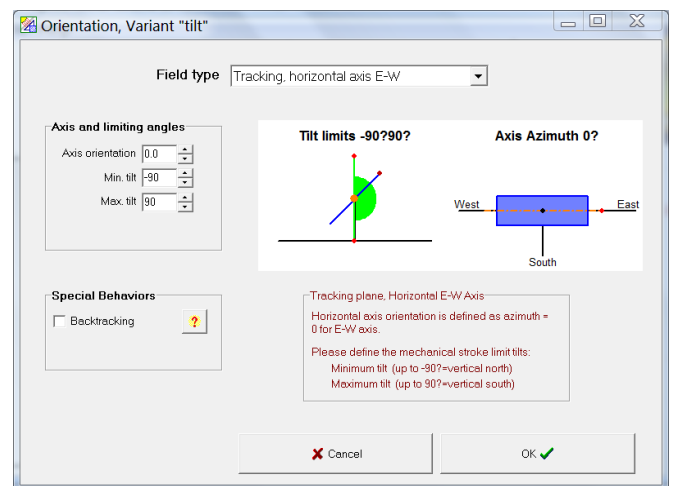 Orientation, Variant "tilt"
Field type Tracking, horizontal axis E-W
Axis and limiting angles
Axis orientation 0.0
Min. tilt -90
Max. tilt 90
Tilt limits -90?90?
Axis Azimuth 0?
West East
South
Special Behaviors
Backtracking ?
Tracking plane, Horizontal E-W Axis
Horizontal axis orientation is defined as azimuth =
0 for E-W axis.
Please define the mechanical stroke limit tilts:
Minimum tilt (up to -90?=vertical north)
Maximum tilt (up to 90?=vertical south)
Cancel OK